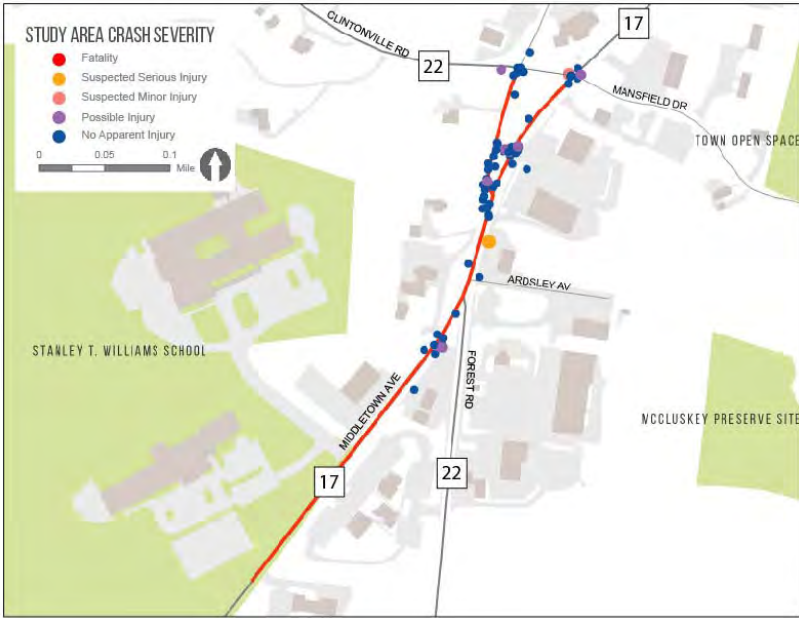 STUDY AREA CRASH SEVERITY
Fatality
Suspected Serious Injury
Suspected Minor Injury
Possible Injury
No Apparent Injury
0 0.05 0.1
Mile
CLINTONVILLE RD
22
17
MANSFIELD DR
TOWN OPEN SPACE
ARDSLEY AV
STANLEY T. WILLIAMS SCHOOL
MIDDLETOWN AVE
FOREST RD
MCCLUSKEY PRESERVE SITE
17
22